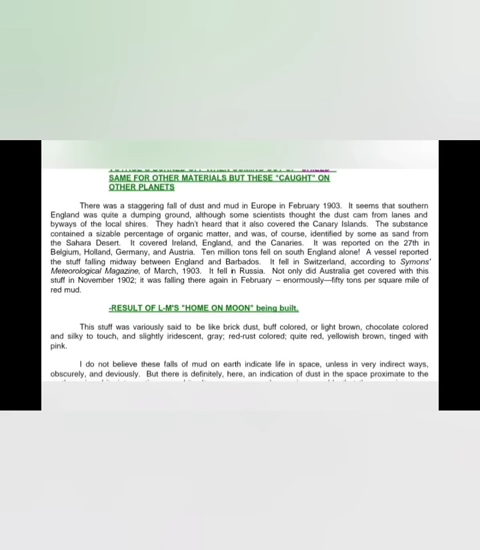 SAME FOR OTHER MATERIALS BUT THESE "CAUGHT" ON
OTHER PLANETS
There was a staggering fall of dust and mud in Europe in February 1903. It seems that southern
England was quite a dumping ground, although some scientists thought the dust cam from lanes and
byways of the local shires. They hadn't heard that it also covered the Canary Islands. The substance
contained a sizable percentage of organic matter, and was, of course, identified by some as sand from
the Sahara Desert. It covered Ireland, England, and the Canaries. It was reported on the 27th in
Belgium, Holland, Germany, and Austria. Ten million tons fell on south England alone! A vessel reported
the stuff falling midway between England and Barbados. It fell in Switzerland, according to Symons'
Meteorological Magazine, of March, 1903. It fell in Russia. Not only did Australia get covered with this
stuff in November 1902; it was falling there again in February – enormously—fifty tons per square mile of
red mud.
-RESULT OF L-M'S "HOME ON MOON" being built.
This stuff was variously said to be like brick dust, buff colored, or light brown, chocolate colored
and silky to touch, and slightly iridescent, gray; red-rust colored; quite red, yellowish brown, tinged with
pink.
I do not believe these falls of mud on earth indicate life in space, unless in very indirect ways,
obscurely, and deviously. But there is definitely, here, an indication of dust in the space proximate to the